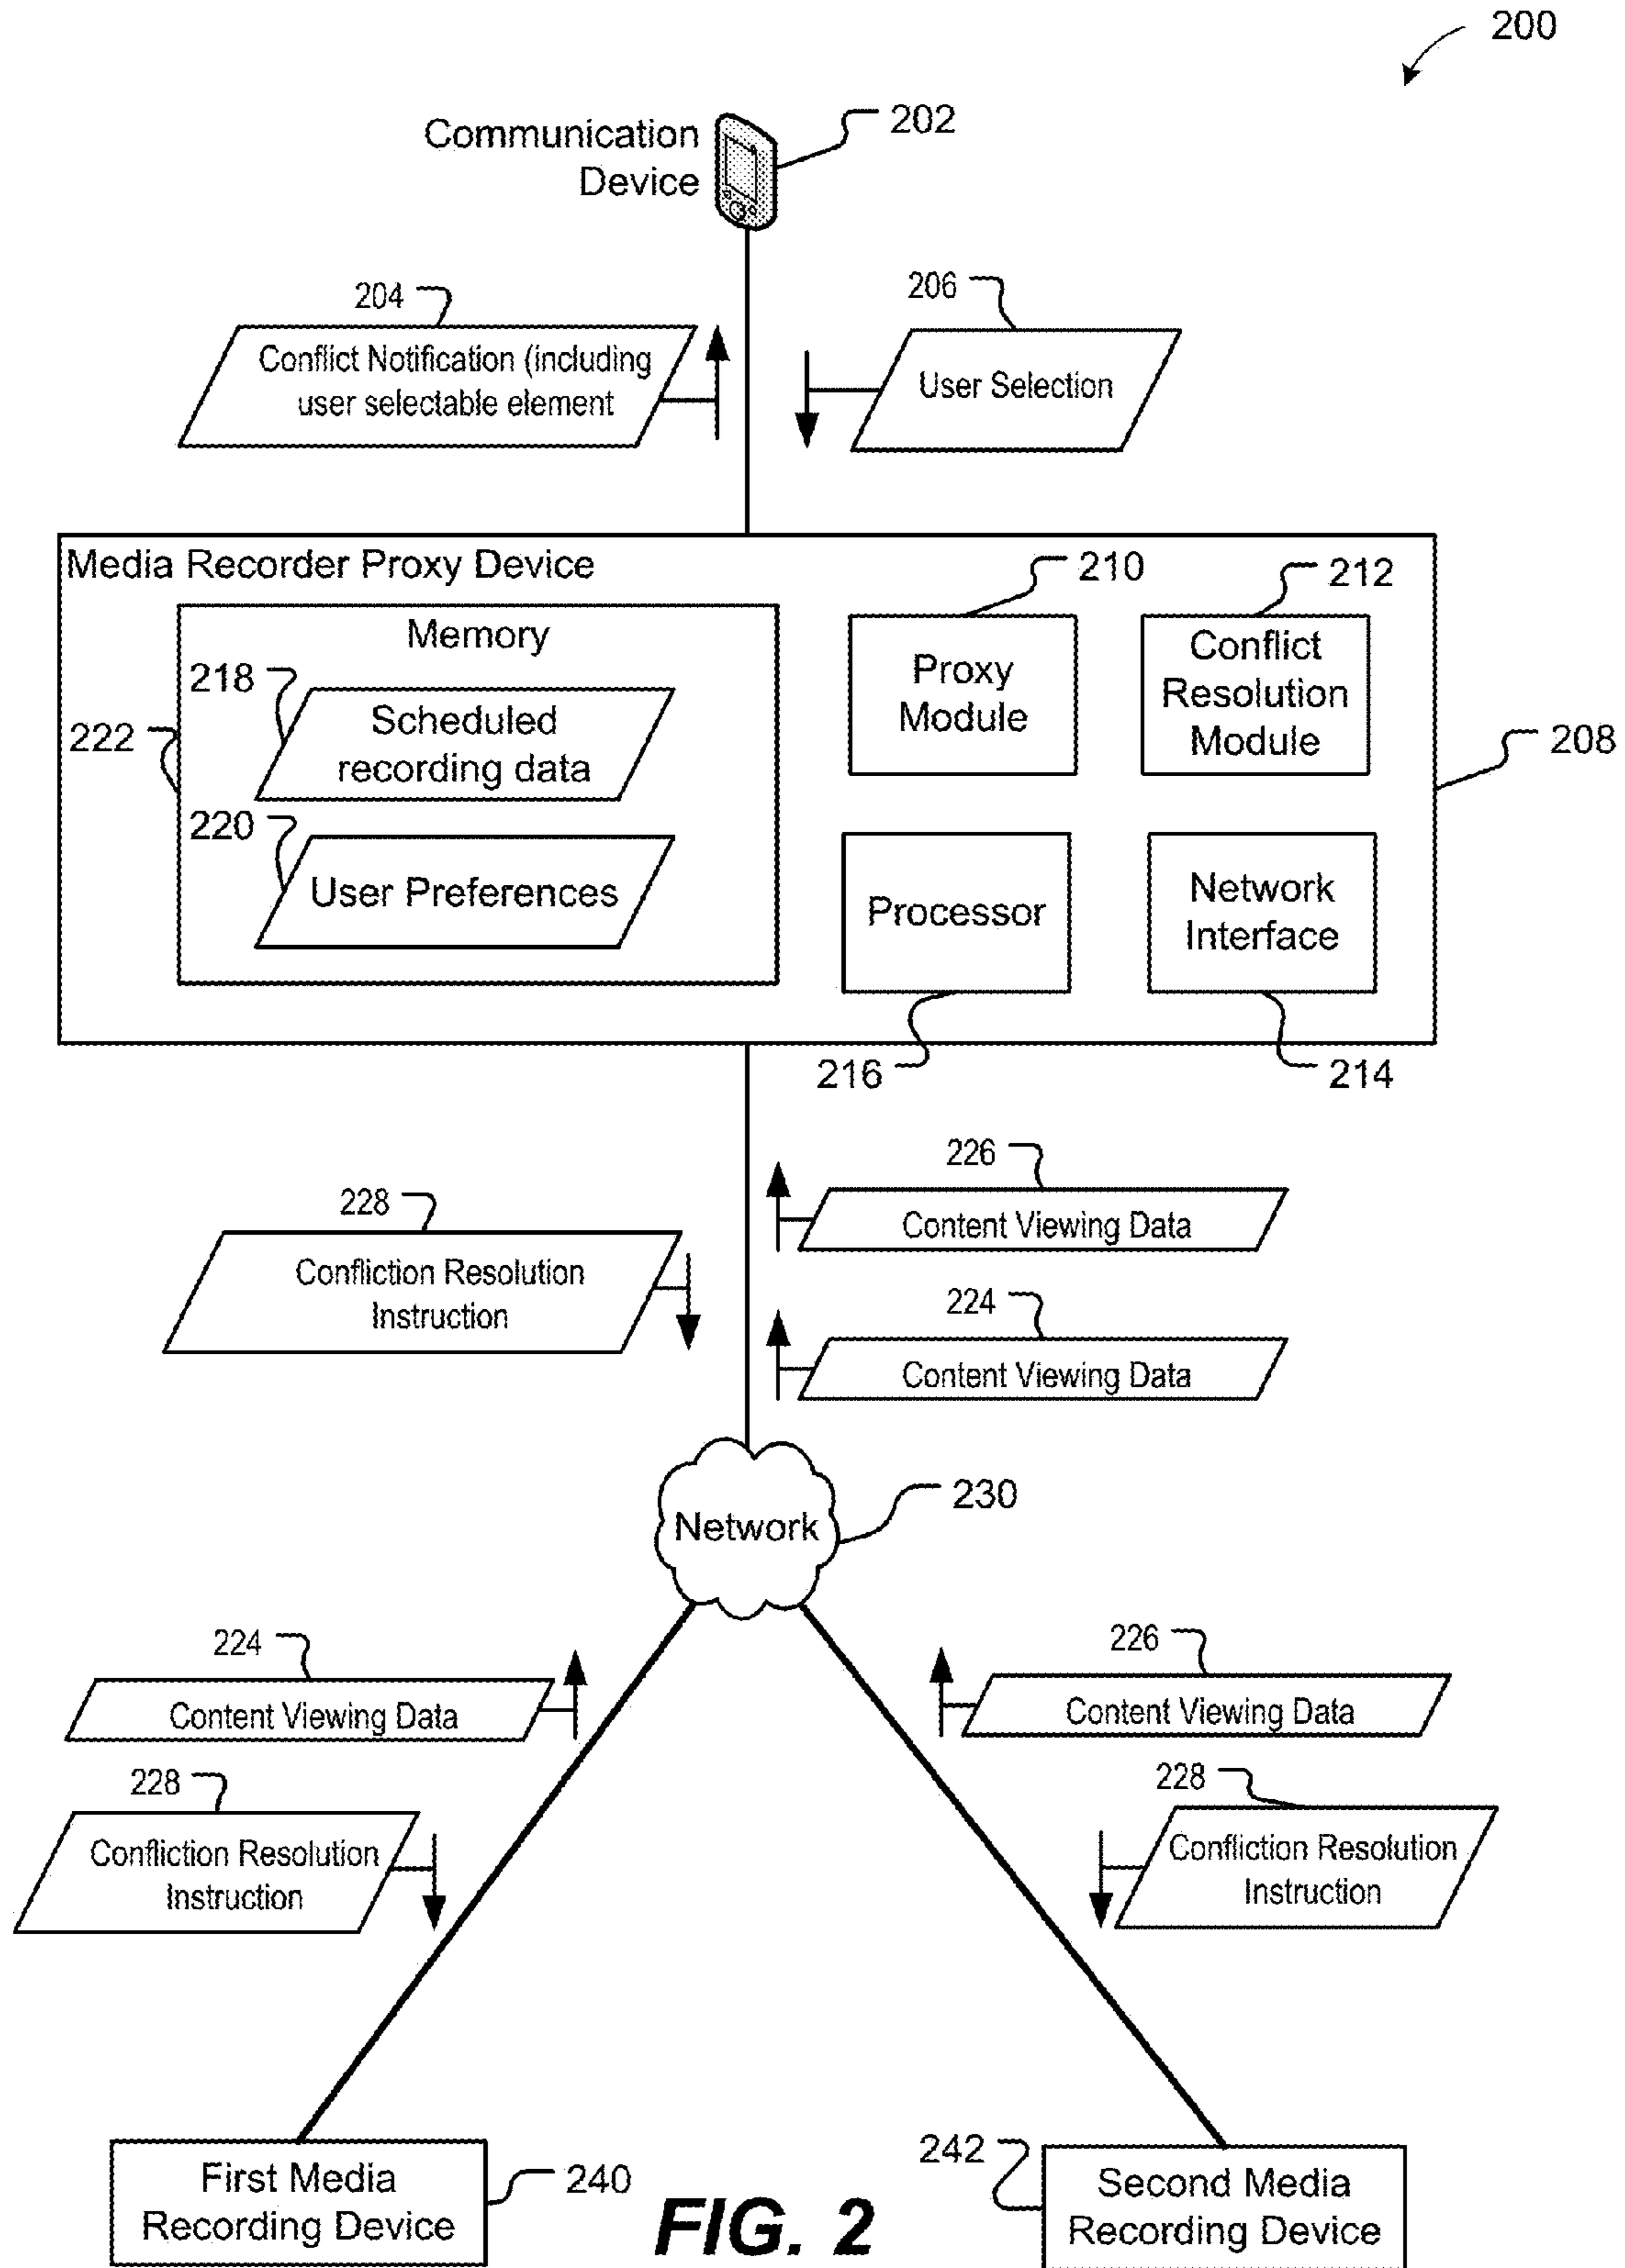 200
Communication
Device
202
204
206
Conflict Notification (including
user selectable element
User Selection
Media Recorder Proxy Device
210
212
Memory
218
Scheduled
recording data
Proxy
Module
Conflict
Resolution
Module
222
208
220
User Preferences
Processor
Network
Interface
216
214
226
Content Viewing Data
228
Confliction Resolution
Instruction
224
Content Viewing Data
Network
230
224
Content Viewing Data
226
Content Viewing Data
228
Confliction Resolution
Instruction
228
Confliction Resolution
Instruction
First Media
Recording Device
240
242
Second Media
Recording Device
FIG. 2